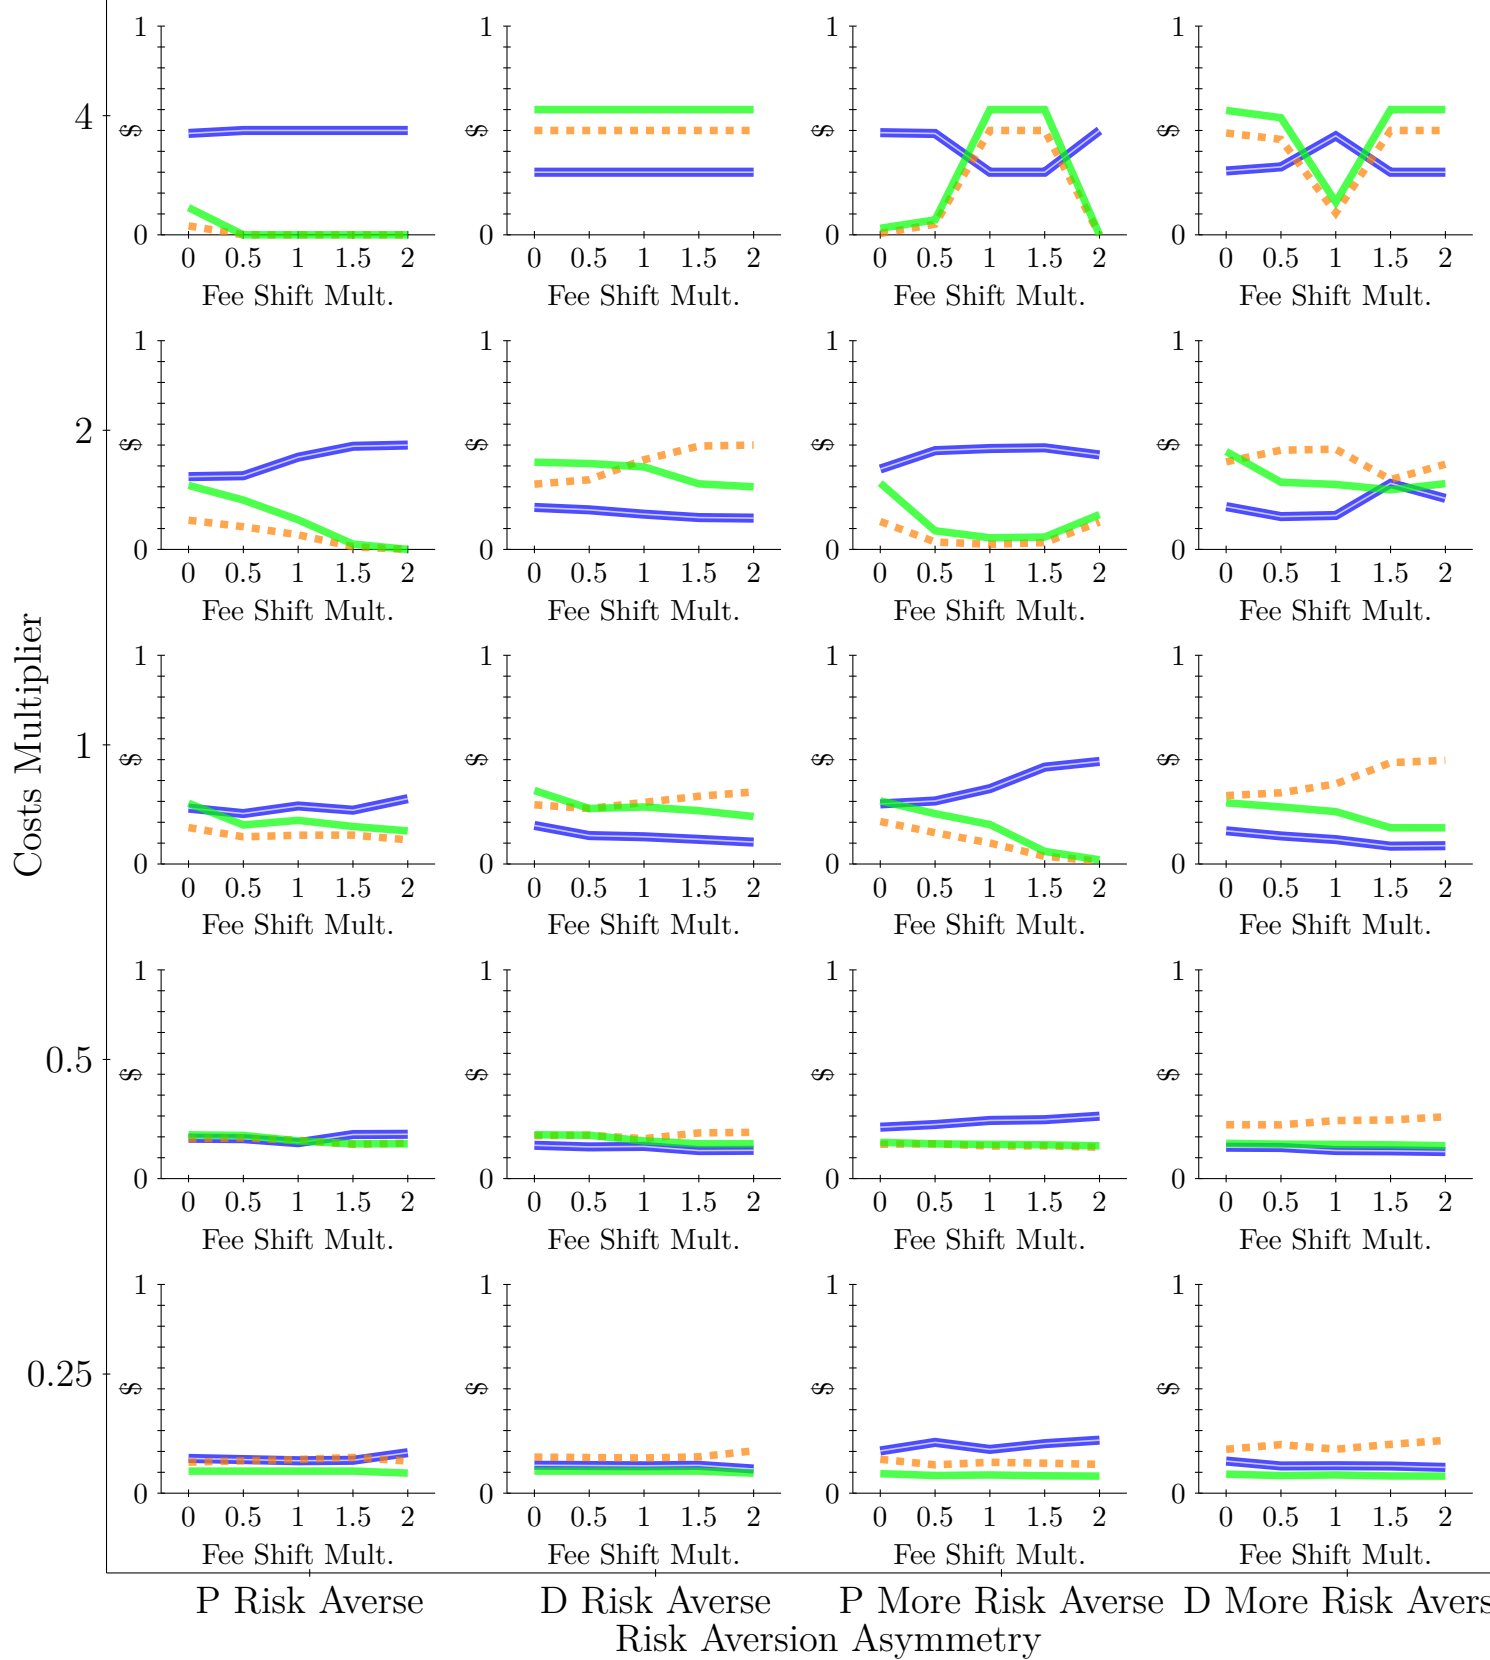 1 1 1 1
4 $ $ $ $
0 0 0 0
0 0.5 1 1.5 2 0 0.5 1 1.5 2 0 0.5 1 1.5 2 0 0.5 1 1.5 2
Fee Shift Mult. Fee Shift Mult. Fee Shift Mult. Fee Shift Mult.
1 1 1 1
2 $ $ $ $
0 0 0 0
0 0.5 1 1.5 2 0 0.5 1 1.5 2 0 0.5 1 1.5 2 0 0.5 1 1.5 2
Fee Shift Mult. Fee Shift Mult. Fee Shift Mult. Fee Shift Mult.
Costs Multiplier
1 1 1 1
1 $ $ $ $
0 0 0 0
0 0.5 1 1.5 2 0 0.5 1 1.5 2 0 0.5 1 1.5 2 0 0.5 1 1.5 2
Fee Shift Mult. Fee Shift Mult. Fee Shift Mult. Fee Shift Mult.
1 1 1 1
0.5 $ $ $ $
0 0 0 0
0 0.5 1 1.5 2 0 0.5 1 1.5 2 0 0.5 1 1.5 2 0 0.5 1 1.5 2
Fee Shift Mult. Fee Shift Mult. Fee Shift Mult. Fee Shift Mult.
1 1 1 1
0.25 $ $ $ $
0 0 0 0
0 0.5 1 1.5 2 0 0.5 1 1.5 2 0 0.5 1 1.5 2 0 0.5 1 1.5 2
Fee Shift Mult. Fee Shift Mult. Fee Shift Mult. Fee Shift Mult.
P Risk Averse D Risk Averse P More Risk Averse D More Risk Avers
Risk Aversion Asymmetry